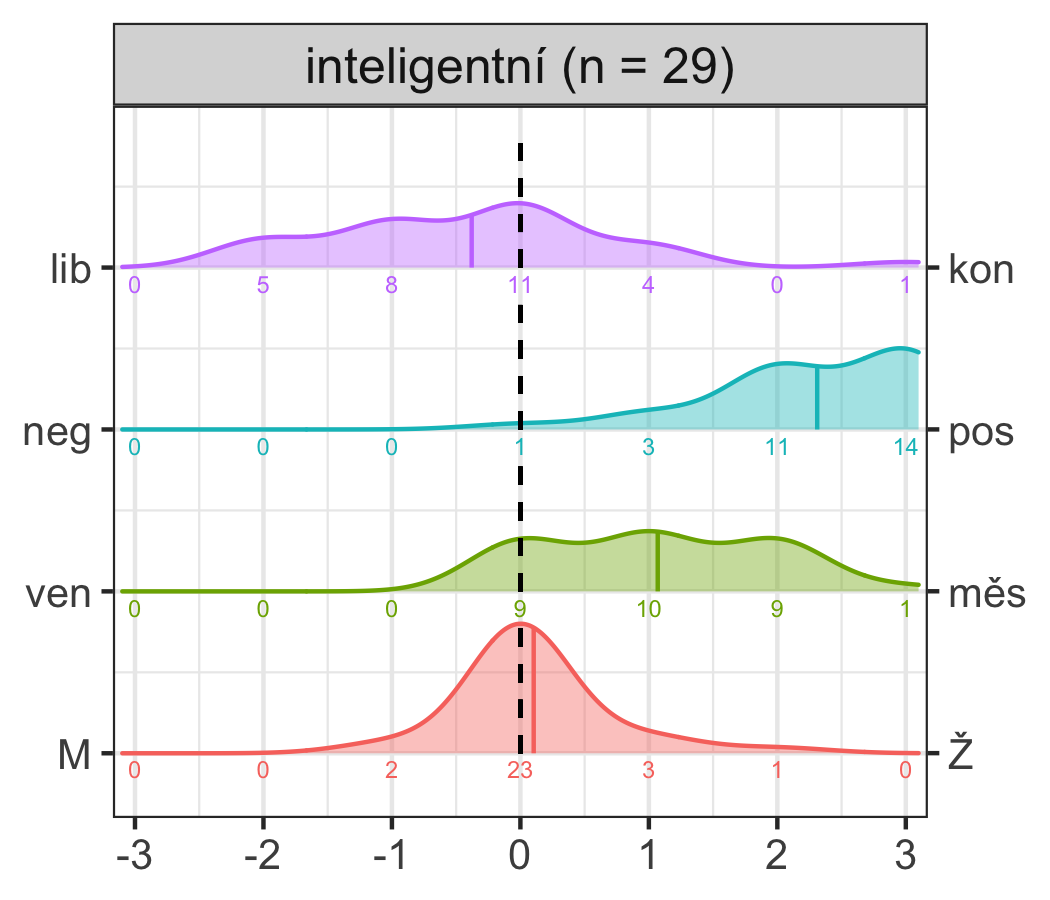 inteligentní (n = 29)
lib kon
0 5 8 11 4 0 1
neg pos
0 0 0 1 3 11 14
ven měs
0 0 0 9 10 9 1
M Ž
0 0 2 23 3 1 0
-3 -2 -1 0 1 2 3